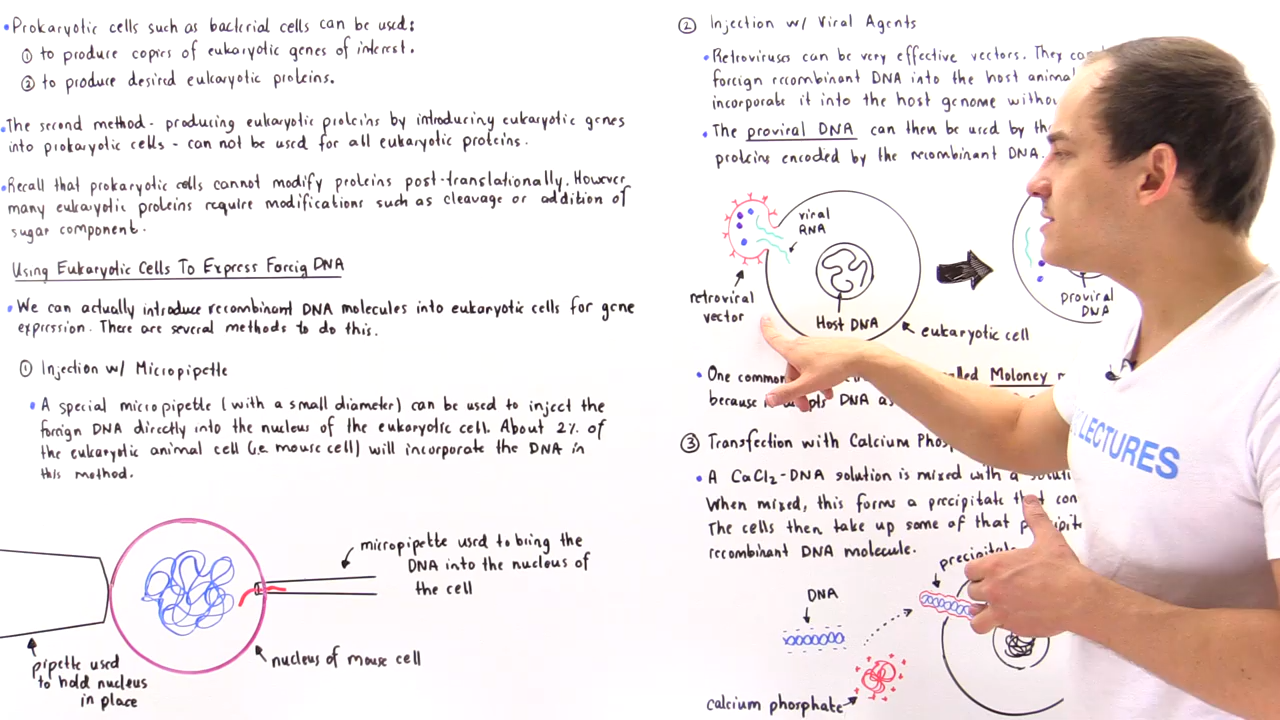 • Prokaryotic cells such as bacterial cells can be used:
① to produce copies of eukaryotic genes of interest.
② to produce desired eukaryotic proteins.
• The second method - producing eukaryotic proteins by introducing eukaryotic genes
into prokaryotic cells - can not be used for all eukaryotic proteins.
• Recall that prokaryotic cells cannot modify proteins post-translationally. However
many eukaryotic proteins require modifications such as cleavage or addition of
sugar component.
Using Eukaryotic Cells To Express Forcig DNA
• We can actually introduce recombinant DNA molecules into eukaryotic cells for gene
expression. There are several methods to do this.
① Injection w/ Micropipette
• A special micropipette (with a small diameter) can be used to inject the
foreign DNA directly into the nucleus of the eukaryotic cell. About 2% of
the eukaryotic animal cell (i.e. mouse cell) will incorporate the DNA in
this method.
micropipette used to bring the
DNA into the nucleus of
the cell
nucleus of mouse cell
pipette used
to hold nucleus
in place
② Injection w/ Viral Agents
• Retroviruses can be very effective vectors. They
foreign recombinant DNA into the host animal
incorporate it into the host genome
• The proviral DNA can then be used by
proteins encoded by the recombinant DNA.
viral
RNA
retroviral
vector
Host DNA
eukaryotic cell
proviral
DNA
• One Moloney
because DNA
③ Transfection with Calcium
• A CaCl2-DNA solution is mixed with a
When mixed, this forms a precipitate
The cells then take up some of that
recombinant DNA molecule.
DNA
calcium phosphate
LECTURES